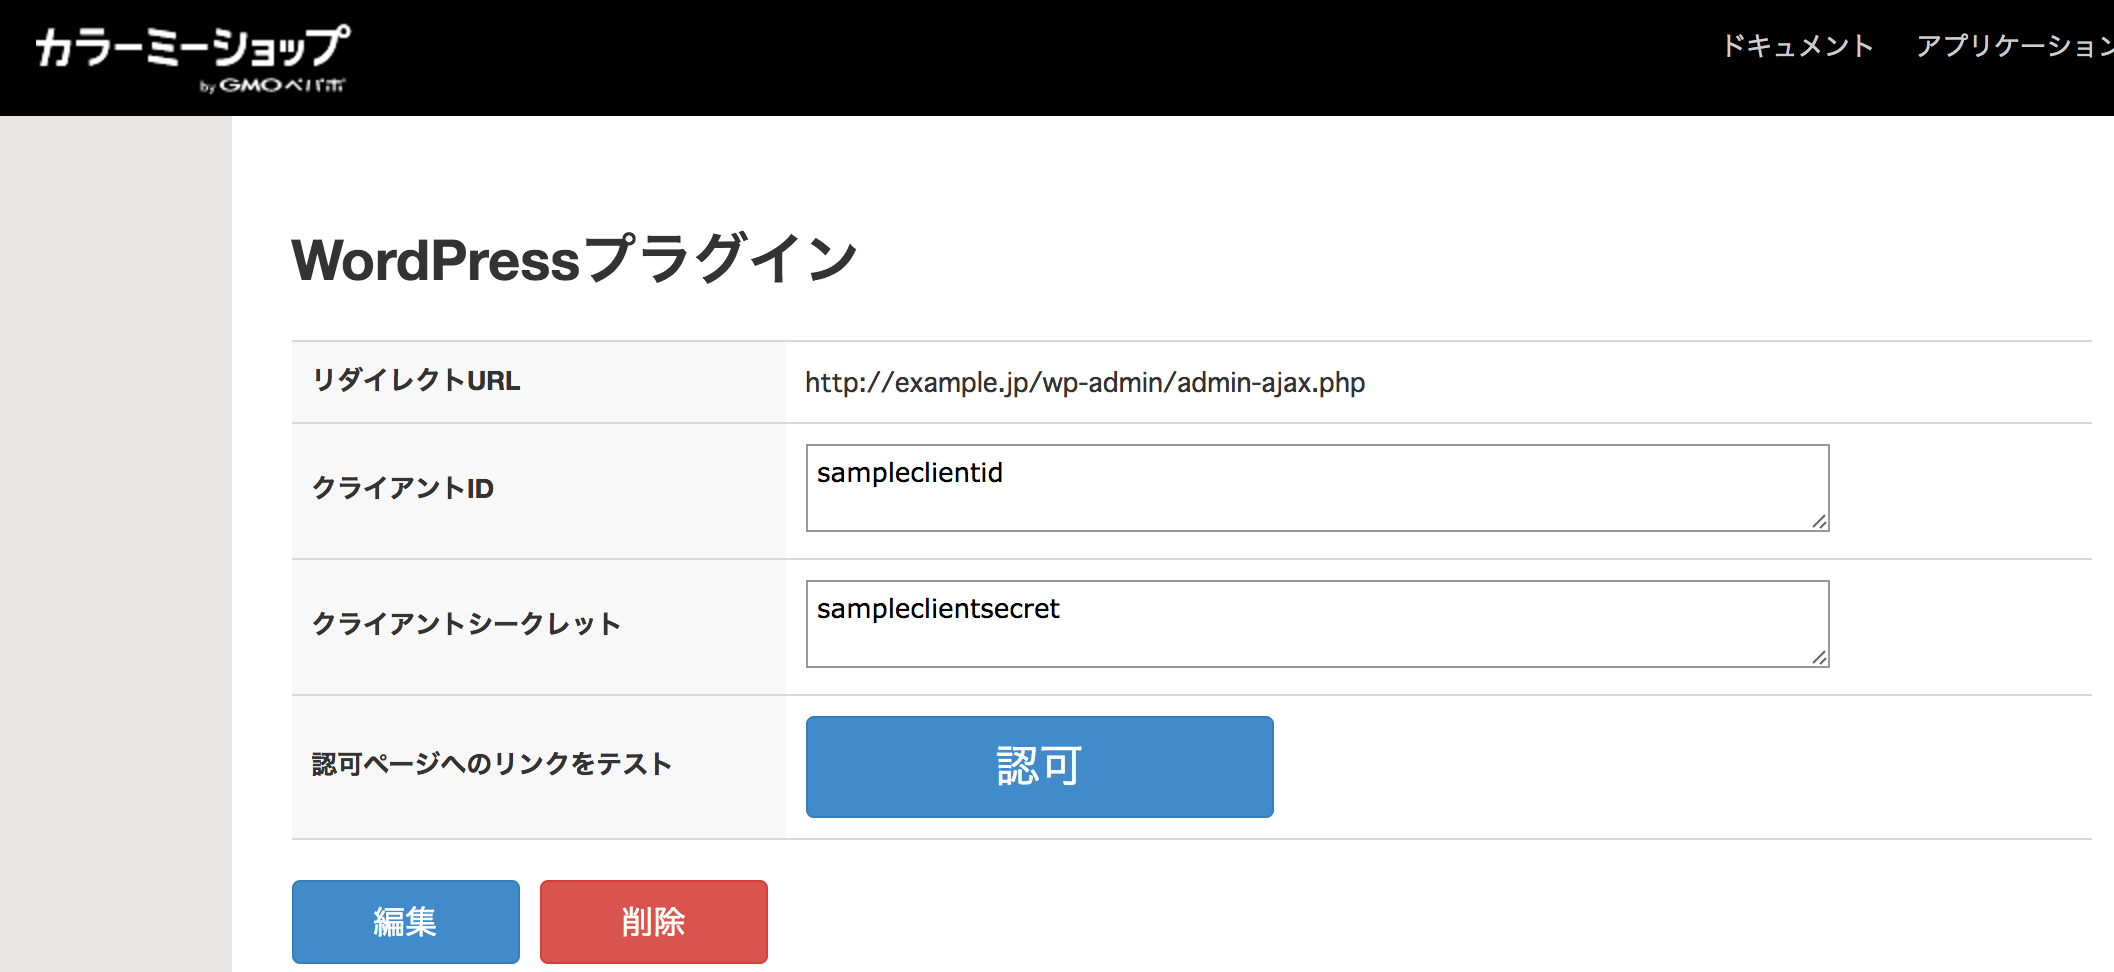 カラーミーショップ
by GMOペパボ
ドキュメント
アプリケーション
WordPressプラグイン
リダイレクトURL
http://example.jp/wp-admin/admin-ajax.php
クライアントID
sampleclientid
クライアントシークレット
sampleclientsecret
認可ページへのリンクをテスト
認可
編集
削除